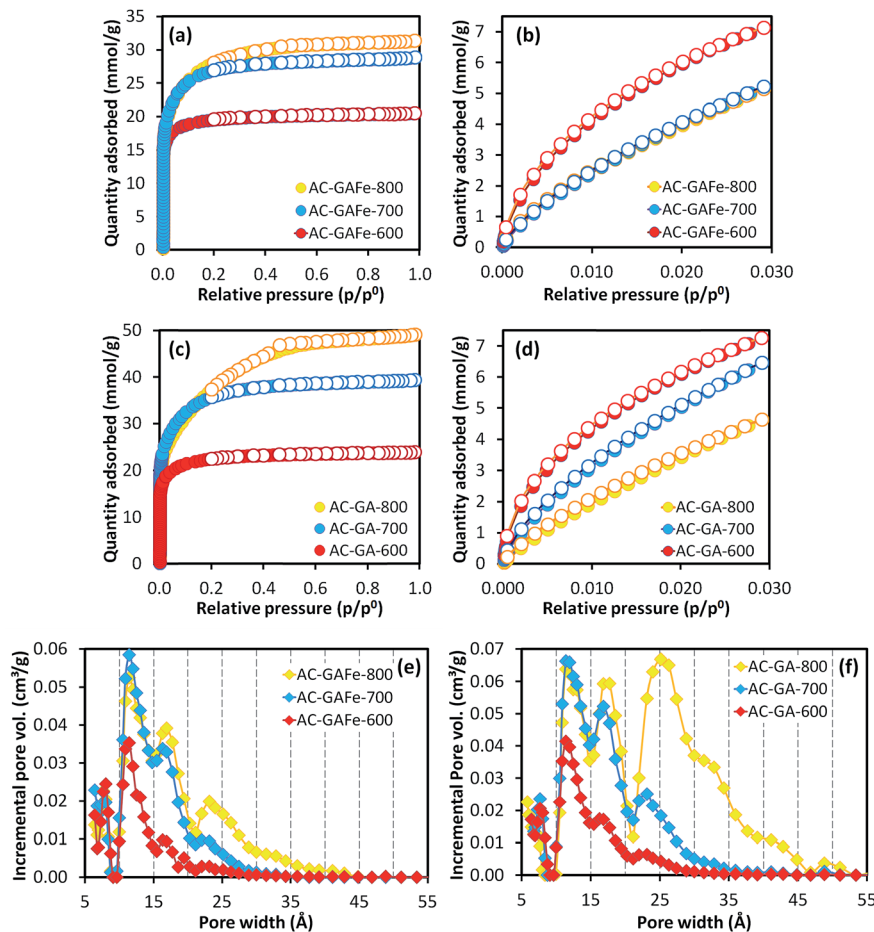 (a)
Quantity adsorbed (mmol/g)
35
30
25
20
15
10
5
0
AC-GAFe-800
AC-GAFe-700
AC-GAFe-600
0.0 0.2 0.4 0.6 0.8 1.0
Relative pressure (p/p⁰)
(b)
Quantity adsorbed (mmol/g)
7
6
5
4
3
2
1
0
AC-GAFe-800
AC-GAFe-700
AC-GAFe-600
0.000 0.010 0.020 0.030
Relative pressure (p/p⁰)
(c)
Quantity adsorbed (mmol/g)
50
40
30
20
10
0
AC-GA-800
AC-GA-700
AC-GA-600
0.0 0.2 0.4 0.6 0.8 1.0
Relative pressure (p/p⁰)
(d)
Quantity adsorbed (mmol/g)
7
6
5
4
3
2
1
0
AC-GA-800
AC-GA-700
AC-GA-600
0.000 0.010 0.020 0.030
Relative pressure (p/p⁰)
(e)
Incremental pore vol. (cm³/g)
0.06
0.05
0.04
0.03
0.02
0.01
0.00
AC-GAFe-800
AC-GAFe-700
AC-GAFe-600
5 15 25 35 45 55
Pore width (Å)
(f)
Incremental Pore vol. (cm³/g)
0.07
0.06
0.05
0.04
0.03
0.02
0.01
0.00
AC-GA-800
AC-GA-700
AC-GA-600
5 15 25 35 45 55
Pore width (Å)